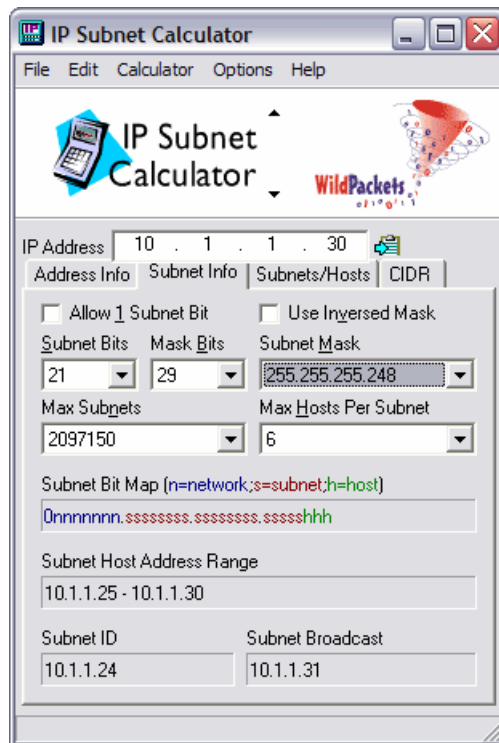 IP Subnet Calculator
File Edit Calculator Options Help
IP Subnet
Calculator
WildPackets
IP Address 10 . 1 . 1 . 30
Address Info Subnet Info Subnets/Hosts CIDR
Allow 1 Subnet Bit Use Inversed Mask
Subnet Bits Mask Bits Subnet Mask
21 29 255.255.255.248
Max Subnets Max Hosts Per Subnet
2097150 6
Subnet Bit Map (n=network;s=subnet;h=host)
0nnnnnnn.ssssssss.ssssssss.ssssshhh
Subnet Host Address Range
10.1.1.25 - 10.1.1.30
Subnet ID Subnet Broadcast
10.1.1.24 10.1.1.31